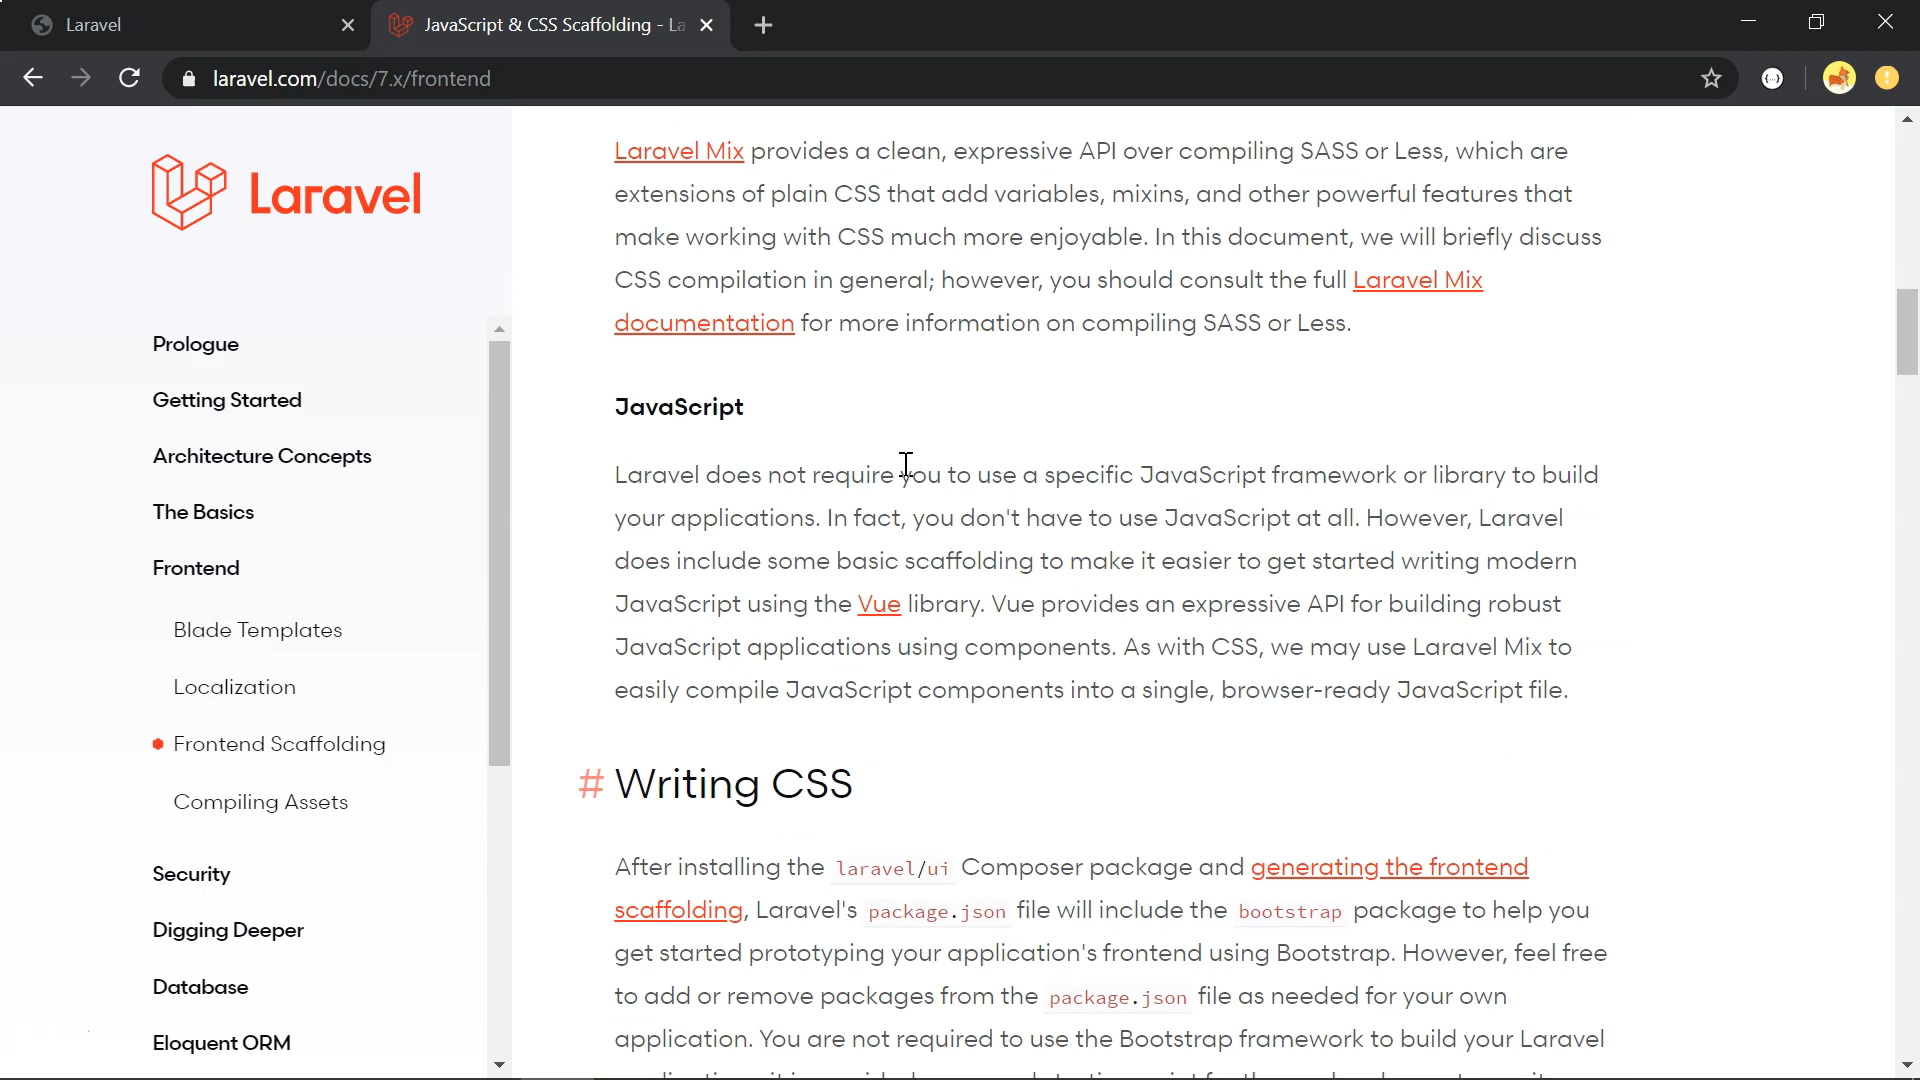 Laravel
JavaScript & CSS Scaffolding - La
laravel.com/docs/7.x/frontend
Laravel
Prologue
Getting Started
Architecture Concepts
The Basics
Frontend
Blade Templates
Localization
Frontend Scaffolding
Compiling Assets
Security
Digging Deeper
Database
Eloquent ORM
Laravel Mix provides a clean, expressive API over compiling SASS or Less, which are
extensions of plain CSS that add variables, mixins, and other powerful features that
make working with CSS much more enjoyable. In this document, we will briefly discuss
CSS compilation in general; however, you should consult the full Laravel Mix
documentation for more information on compiling SASS or Less.
JavaScript
Laravel does not require you to use a specific JavaScript framework or library to build
your applications. In fact, you don't have to use JavaScript at all. However, Laravel
does include some basic scaffolding to make it easier to get started writing modern
JavaScript using the Vue library. Vue provides an expressive API for building robust
JavaScript applications using components. As with CSS, we may use Laravel Mix to
easily compile JavaScript components into a single, browser-ready JavaScript file.
# Writing CSS
After installing the laravel/ui Composer package and generating the frontend
scaffolding, Laravel's package.json file will include the bootstrap package to help you
get started prototyping your application's frontend using Bootstrap. However, feel free
to add or remove packages from the package.json file as needed for your own
application. You are not required to use the Bootstrap framework to build your Laravel